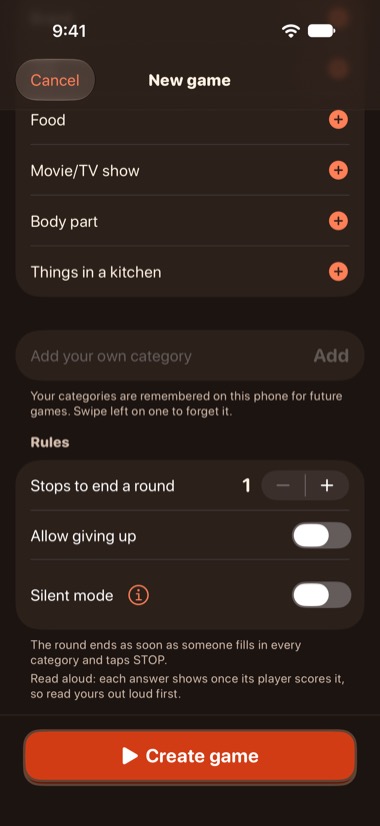 9:41
Cancel
New game
Food
Movie/TV show
Body part
Things in a kitchen
Add your own category
Add
Your categories are remembered on this phone for future
games. Swipe left on one to forget it.
Rules
Stops to end a round
1
Allow giving up
Silent mode
The round ends as soon as someone fills in every
category and taps STOP.
Read aloud: each answer shows once its player scores it,
so read yours out loud first.
Create game